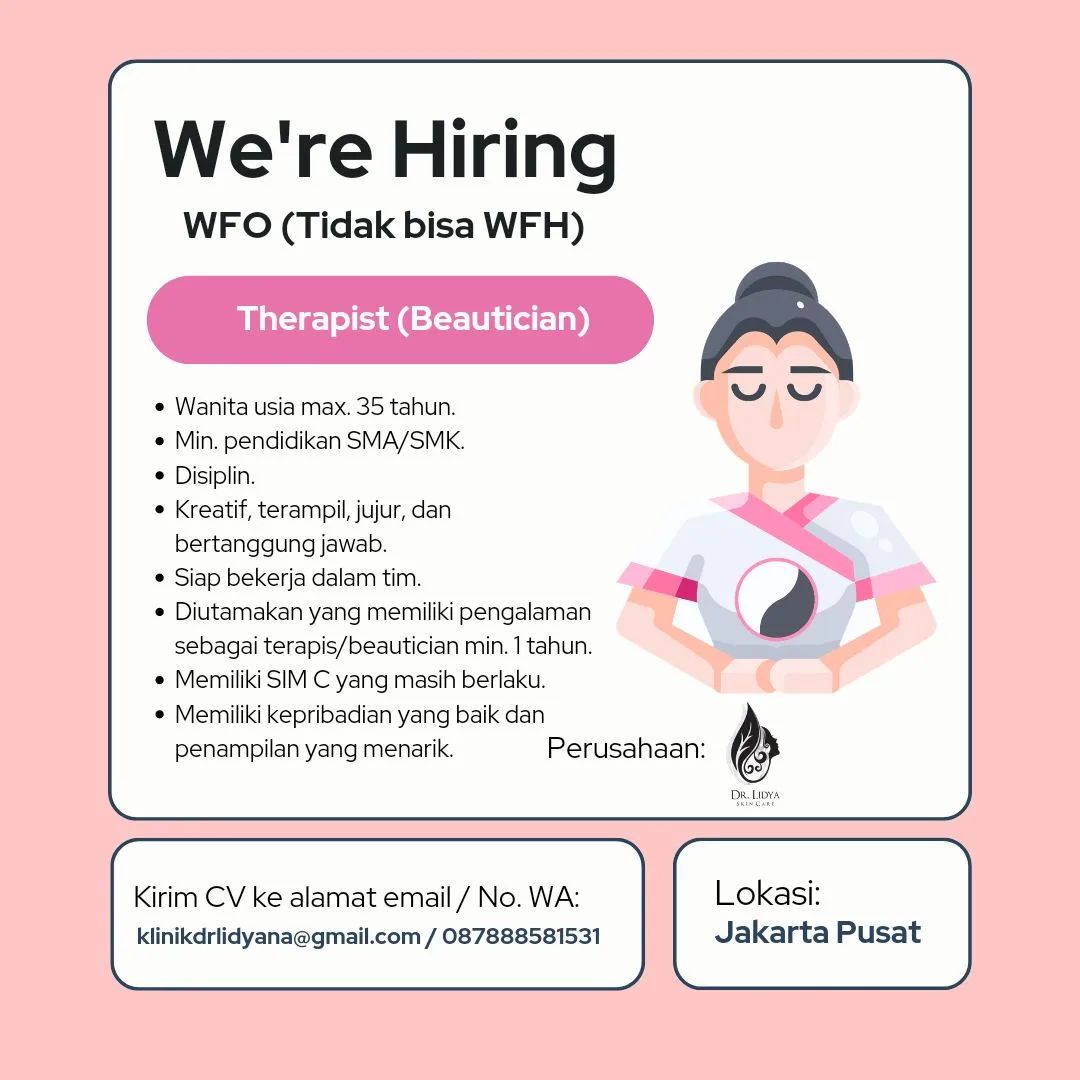 We're Hiring
WFO (Tidak bisa WFH)
Therapist (Beautician)
• Wanita usia max. 35 tahun.
• Min. pendidikan SMA/SMK.
• Disiplin.
• Kreatif, terampil, jujur, dan
bertanggung jawab.
• Siap bekerja dalam tim.
• Diutamakan yang memiliki pengalaman
sebagai terapis/beautician min. 1 tahun.
• Memiliki SIM C yang masih berlaku.
• Memiliki kepribadian yang baik dan
penampilan yang menarik.
Perusahaan:
DR. LIDYA
SKIN CARE
Kirim CV ke alamat email / No. WA:
klinikdrlidyana@gmail.com / 087888581531
Lokasi:
Jakarta Pusat